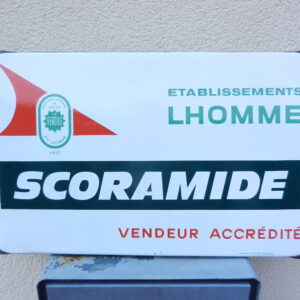 ETABLISSEMENTS
LHOMME
SCORAMIDE
VENDEUR ACCRÉDITÉ